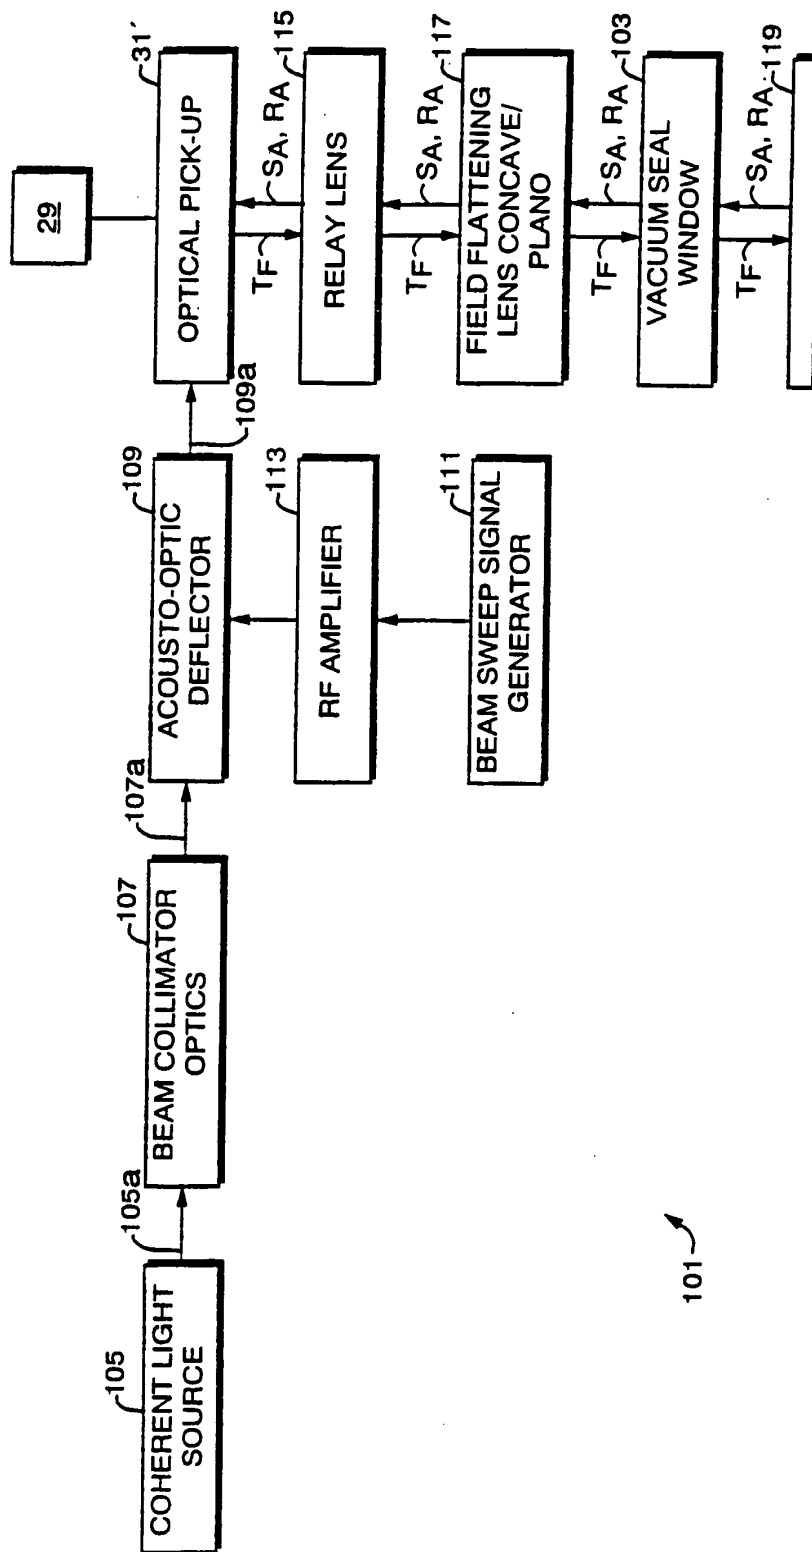 105
COHERENT LIGHT
SOURCE
105a
107
BEAM COLLIMATOR
OPTICS
107a
109
ACOUSTO-OPTIC
DEFLECTOR
109a
113
RF AMPLIFIER
111
BEAM SWEEP SIGNAL
GENERATOR
29
31′
OPTICAL PICK-UP
TF
SA, RA
115
RELAY LENS
TF
SA, RA
117
FIELD FLATTENING
LENS CONCAVE/
PLANO
TF
SA, RA
103
VACUUM SEAL
WINDOW
TF
SA, RA
119
101